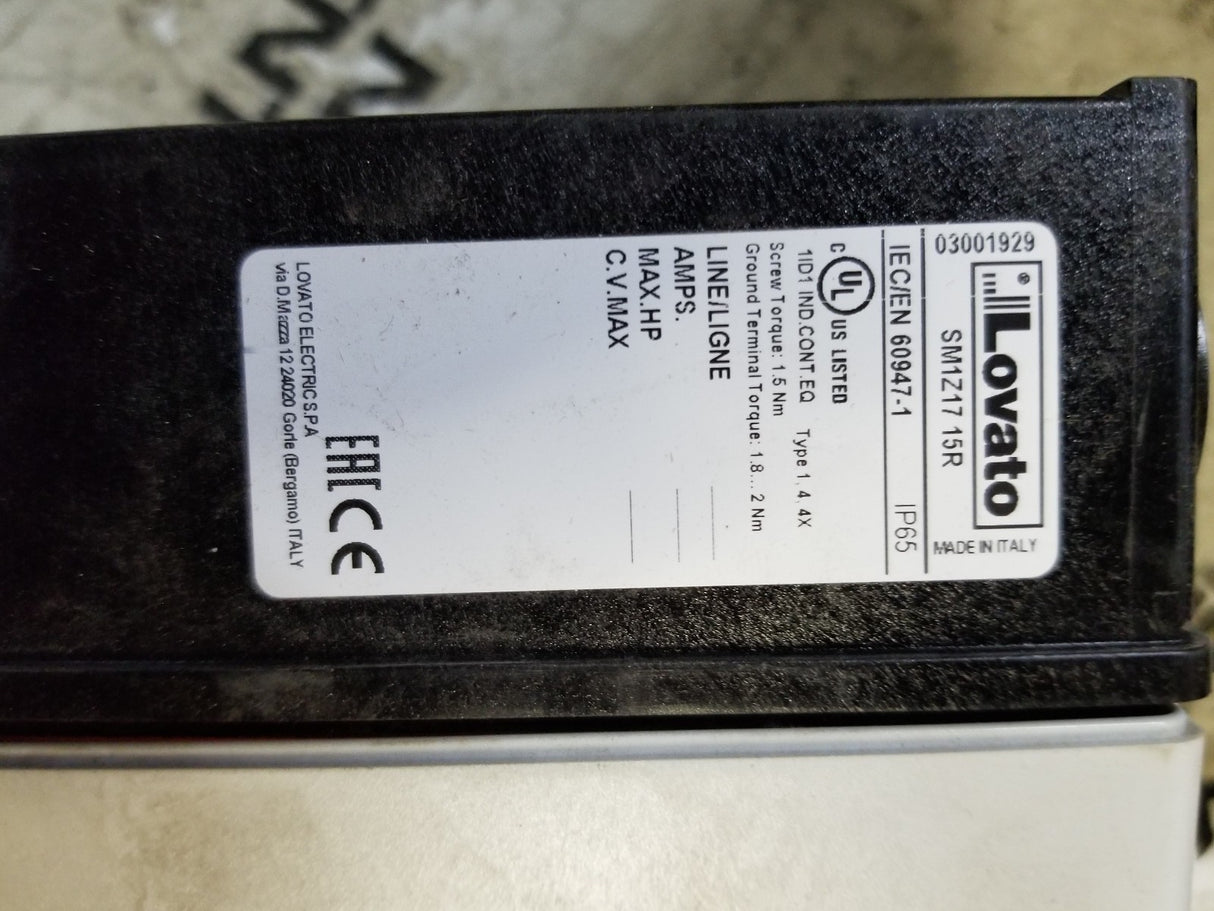 03001929
Lovato
MADE IN ITALY
SM1Z17 15R
IEC/EN 60947-1 IP65
C UL US LISTED
1ID1 IND.CONT.EQ Type 1, 4, 4X
Screw Torque: 1.5 Nm
Ground Terminal Torque: 1.8... 2 Nm
LINE/LIGNE
AMPS.
MAX.HP
C.V.MAX
EAC CE
LOVATO ELECTRIC S.P.A
via D.Mazza 12 24020 Gorle (Bergamo) ITALY